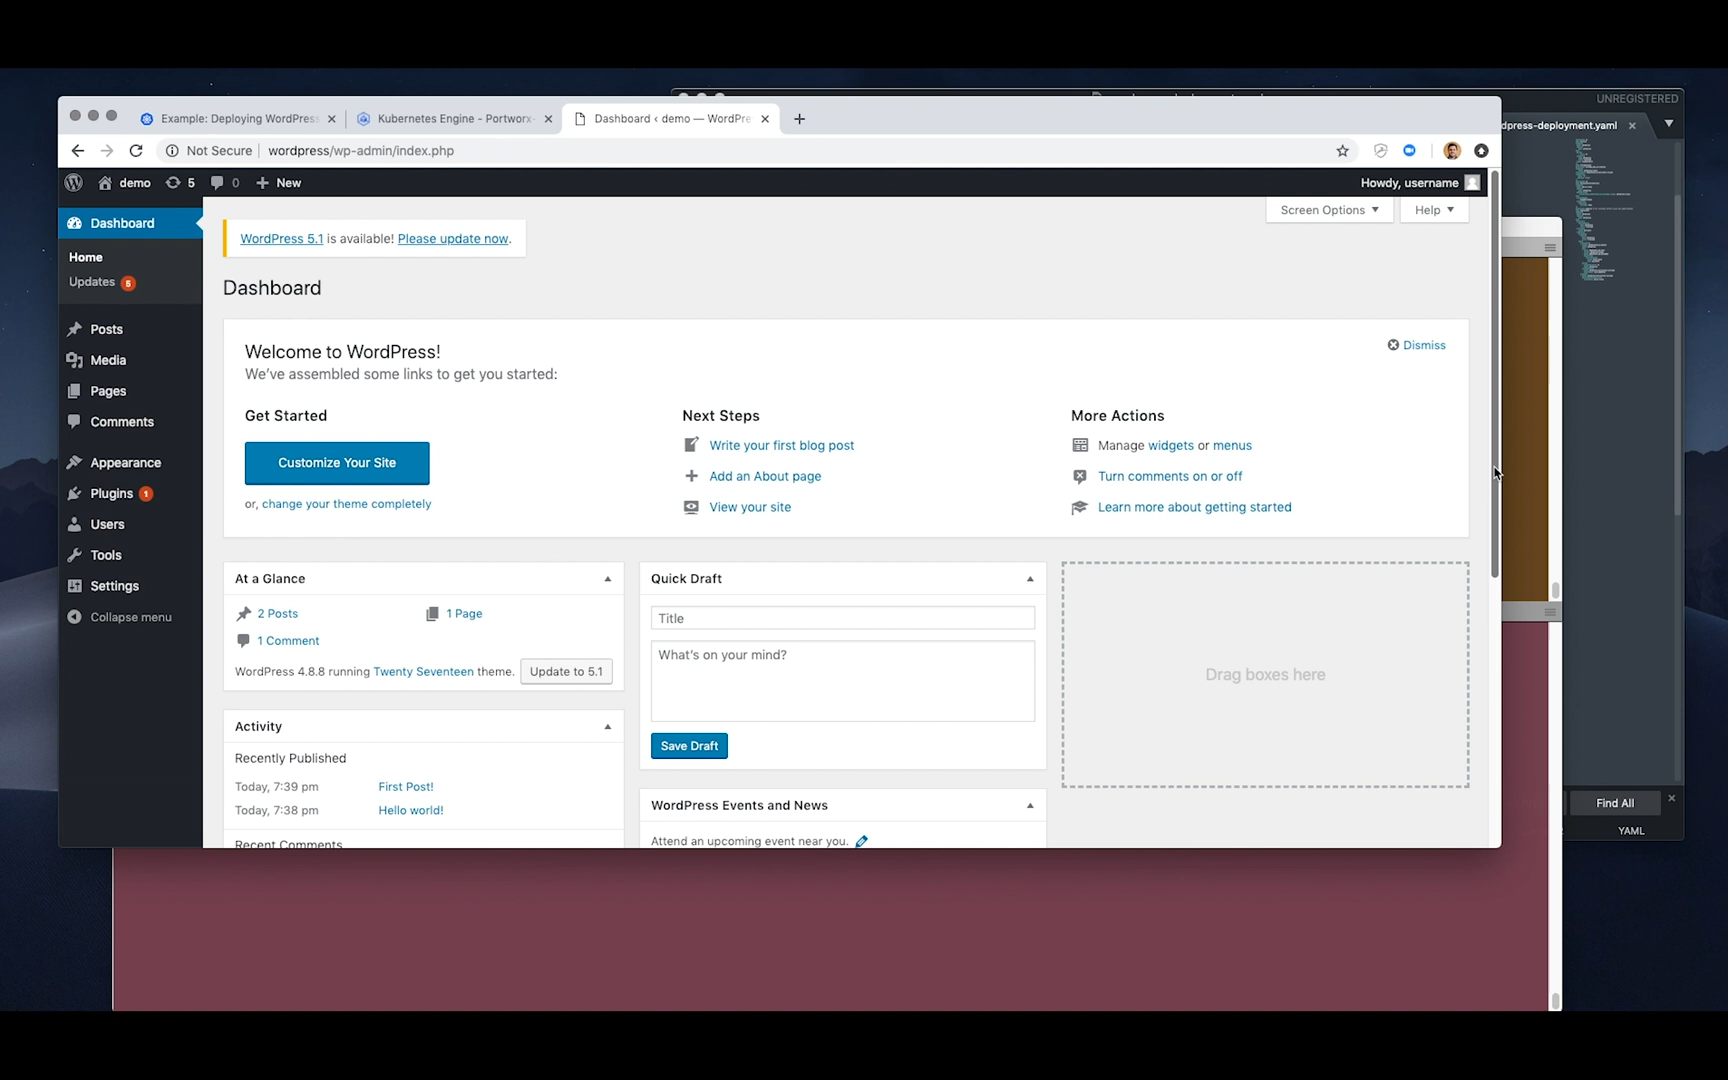 UNREGISTERED
Example: Deploying WordPress
Kubernetes Engine - Portworx-
Dashboard ‹ demo — WordPre
dpress-deployment.yaml
Not Secure
wordpress/wp-admin/index.php
demo
5
0
New
Howdy, username
Screen Options
Help
Dashboard
Home
Updates 5
Posts
Media
Pages
Comments
Appearance
Plugins 1
Users
Tools
Settings
Collapse menu
WordPress 5.1 is available! Please update now.
Dashboard
Welcome to WordPress!
We've assembled some links to get you started:
Dismiss
Get Started
Customize Your Site
or, change your theme completely
Next Steps
Write your first blog post
Add an About page
View your site
More Actions
Manage widgets or menus
Turn comments on or off
Learn more about getting started
At a Glance
2 Posts
1 Page
1 Comment
WordPress 4.8.8 running Twenty Seventeen theme.
Update to 5.1
Activity
Recently Published
Today, 7:39 pm First Post!
Today, 7:38 pm Hello world!
Recent Comments
Quick Draft
Title
What's on your mind?
Save Draft
WordPress Events and News
Attend an upcoming event near you.
Drag boxes here
Find All
YAML